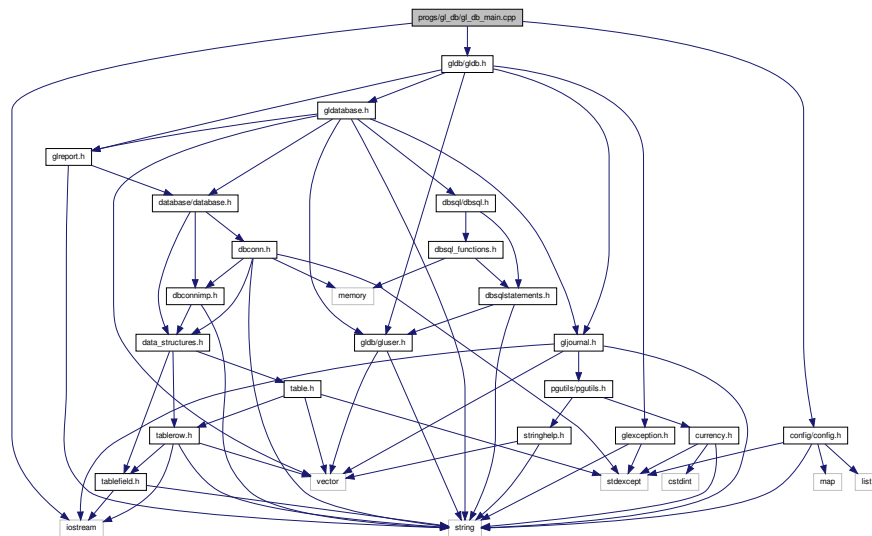 progs/gl_db/gl_db_main.cpp
gldb/gldb.h
gldatabase.h
glreport.h
database/database.h
dbsql/dbsql.h
dbconn.h
dbsql_functions.h
dbconnimp.h
memory
dbsqlstatements.h
data_structures.h
gldb/gluser.h
gljournal.h
table.h
pgutils/pgutils.h
tablerow.h
stringhelp.h
glexception.h
currency.h
config/config.h
tablefield.h
vector
stdexcept
cstdint
map
list
iostream
string